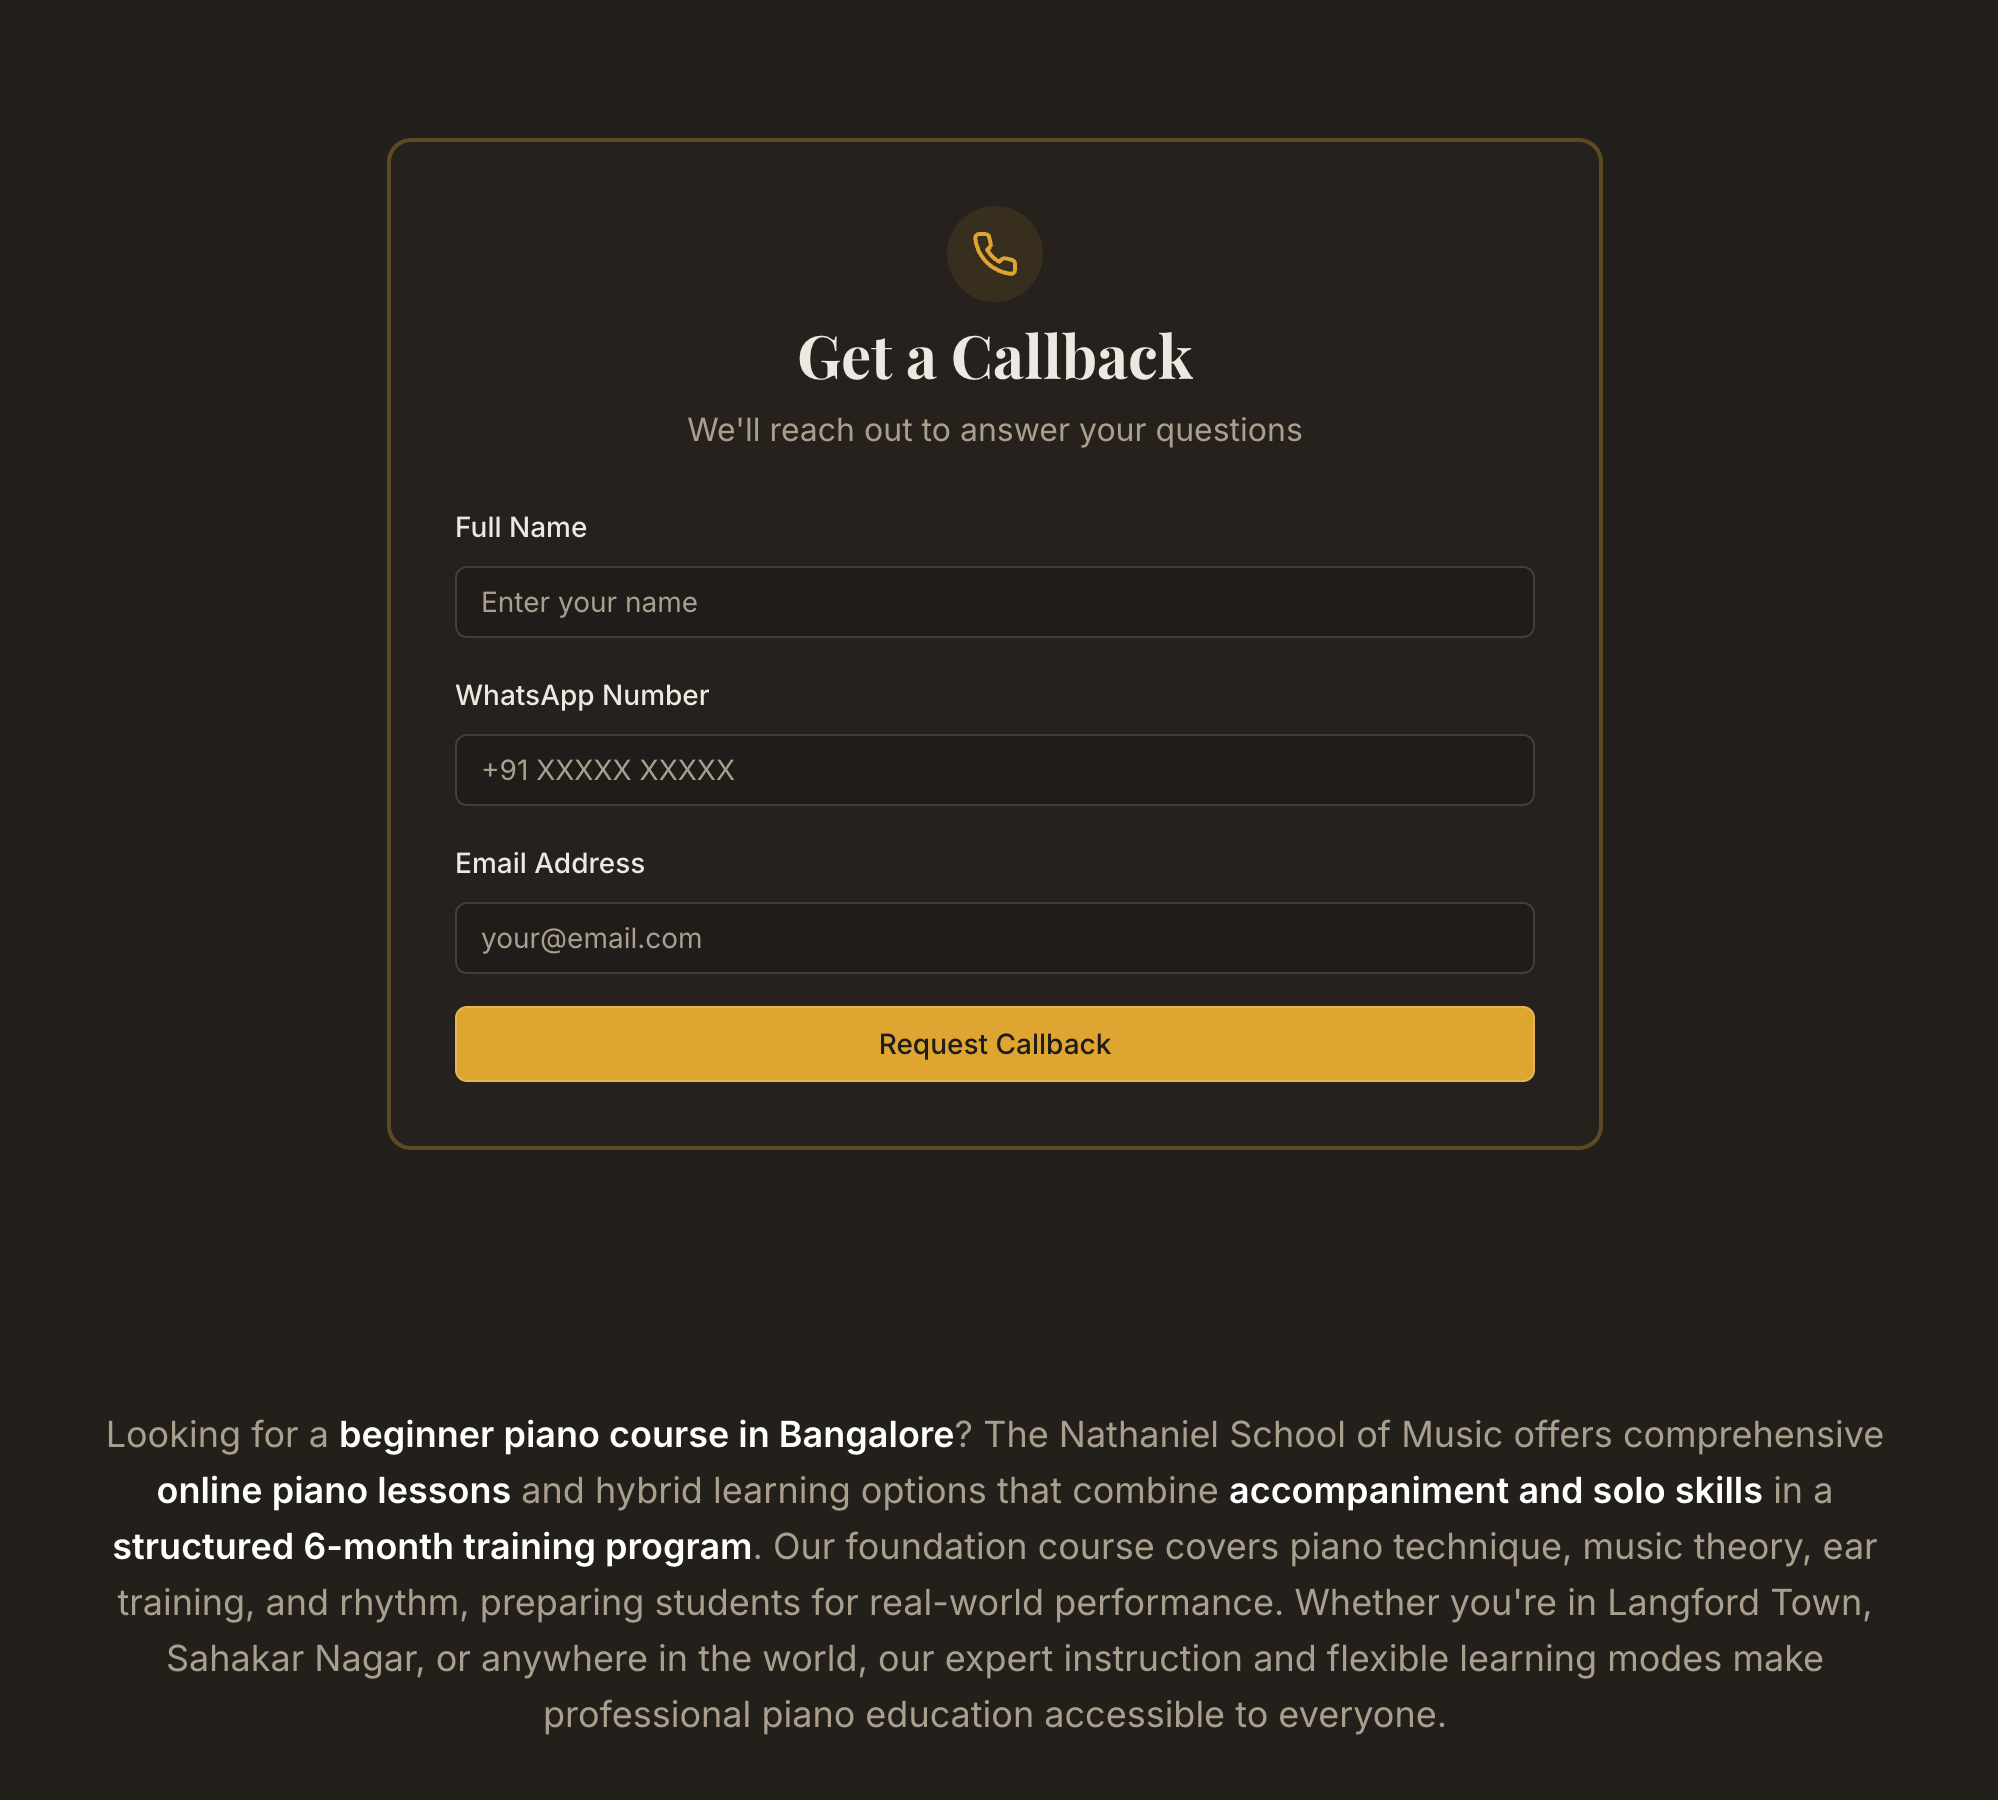 Get a Callback
We'll reach out to answer your questions
Full Name
Enter your name
WhatsApp Number
+91 XXXXX XXXXX
Email Address
your@email.com
Request Callback
Looking for a beginner piano course in Bangalore? The Nathaniel School of Music offers comprehensive
online piano lessons and hybrid learning options that combine accompaniment and solo skills in a
structured 6-month training program. Our foundation course covers piano technique, music theory, ear
training, and rhythm, preparing students for real-world performance. Whether you're in Langford Town,
Sahakar Nagar, or anywhere in the world, our expert instruction and flexible learning modes make
professional piano education accessible to everyone.